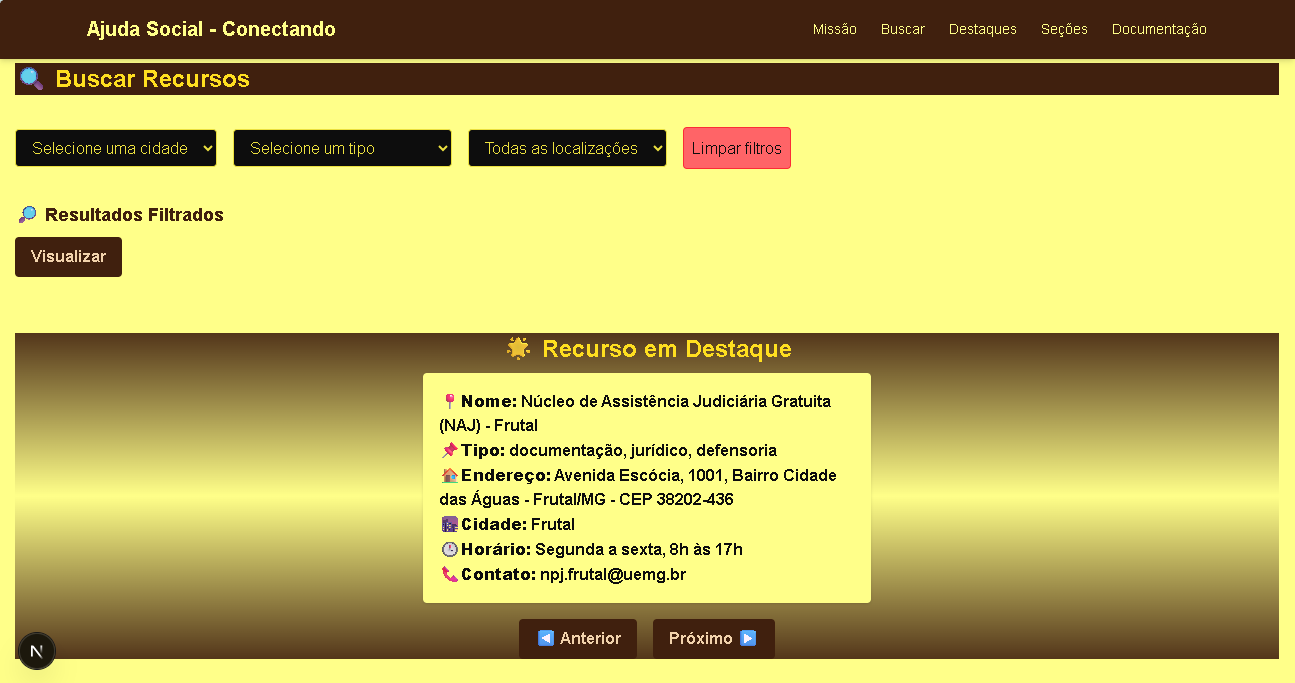 Ajuda Social - Conectando
Missão Buscar Destaques Seções Documentação
Buscar Recursos
Selecione uma cidade Selecione um tipo Todas as localizações Limpar filtros
Resultados Filtrados
Visualizar
Recurso em Destaque
Nome: Núcleo de Assistência Judiciária Gratuita
(NAJ) - Frutal
Tipo: documentação, jurídico, defensoria
Endereço: Avenida Escócia, 1001, Bairro Cidade
das Águas - Frutal/MG - CEP 38202-436
Cidade: Frutal
Horário: Segunda a sexta, 8h às 17h
Contato: npj.frutal@uemg.br
Anterior Próximo
N